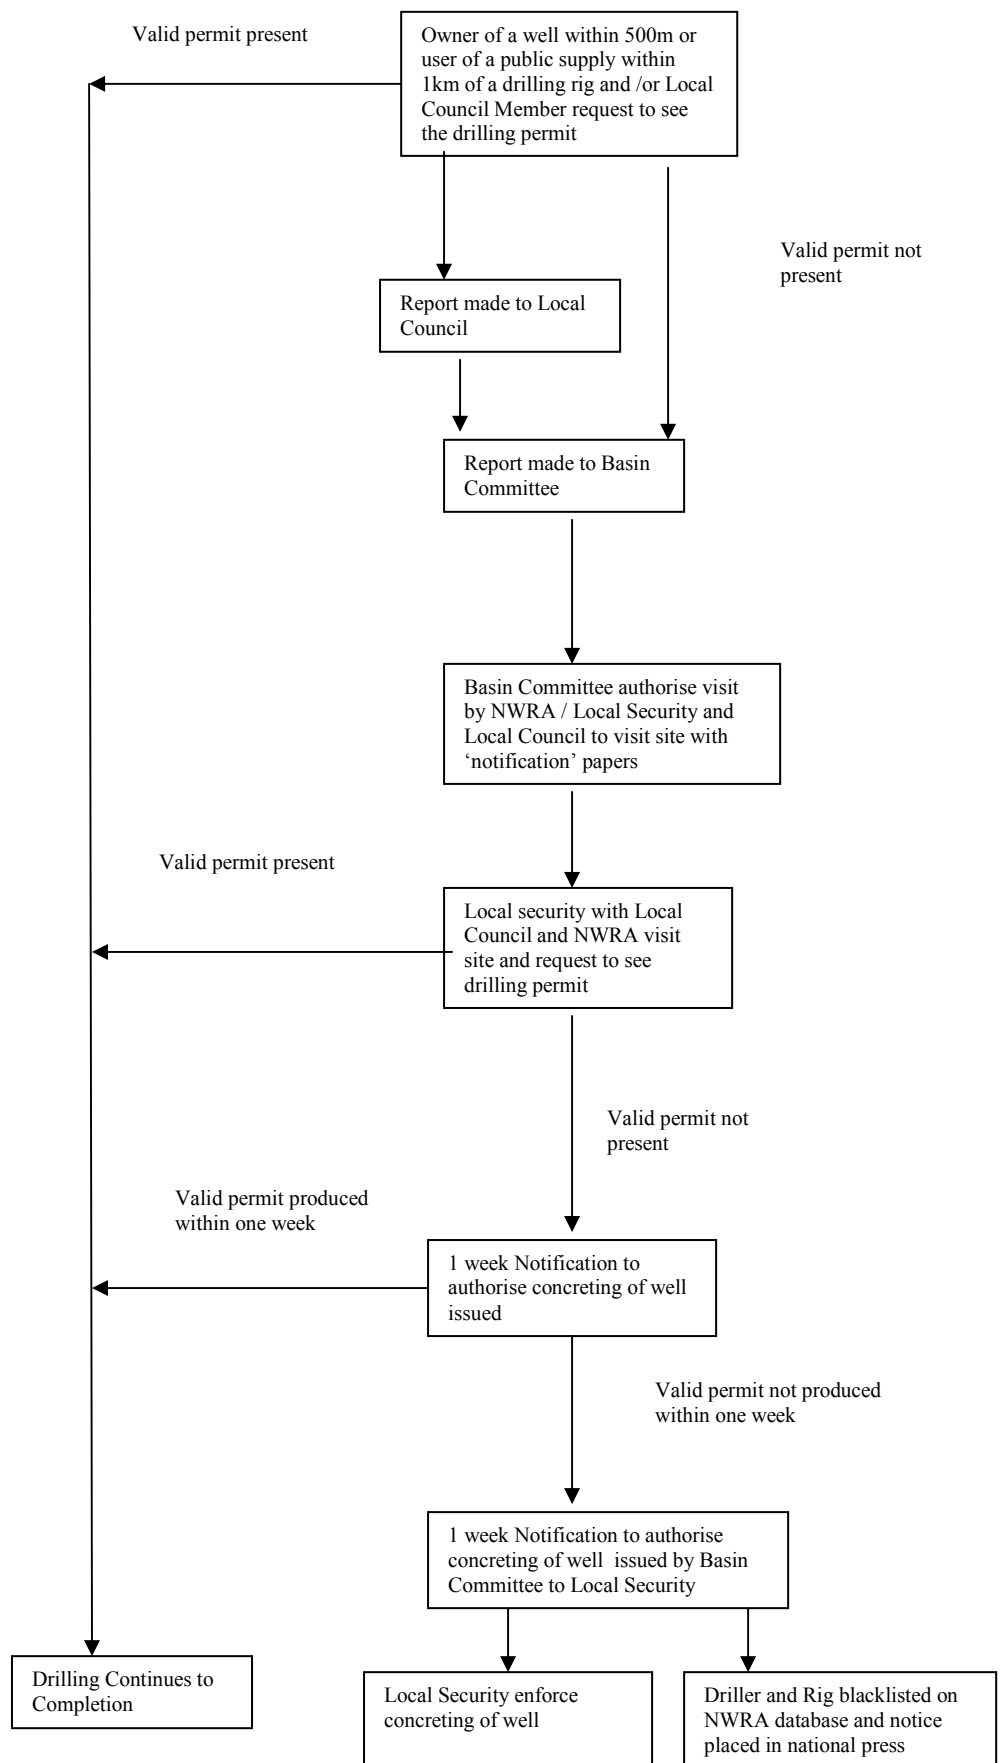 Valid permit present
Owner of a well within 500m or
user of a public supply within
1km of a drilling rig and /or Local
Council Member request to see
the drilling permit
Valid permit not
present
Report made to Local
Council
Report made to Basin
Committee
Basin Committee authorise visit
by NWRA / Local Security and
Local Council to visit site with
‘notification’ papers
Valid permit present
Local security with Local
Council and NWRA visit
site and request to see
drilling permit
Valid permit not
present
Valid permit produced
within one week
1 week Notification to
authorise concreting of well
issued
Valid permit not produced
within one week
1 week Notification to authorise
concreting of well  issued by Basin
Committee to Local Security
Drilling Continues to
Completion
Local Security enforce
concreting of well
Driller and Rig blacklisted on
NWRA database and notice
placed in national press